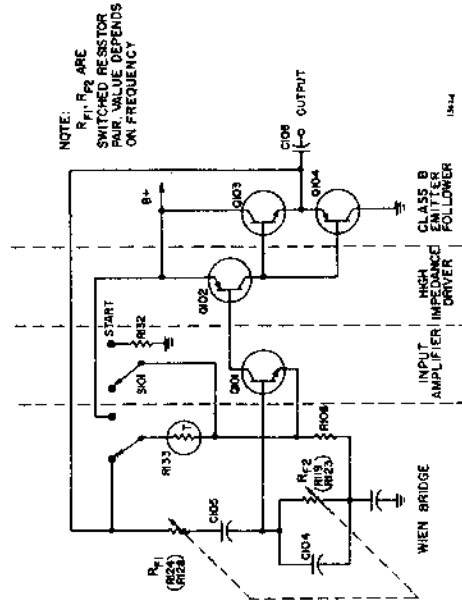 NOTE:
RF1, RF2 ARE
SWITCHED RESISTOR
PAIR. VALUE DEPENDS
ON FREQUENCY
START
S101
R132
B+
R133
T
Q102
Q103
C106
OUTPUT
Q104
Q101
RF1
(R124)
(R128)
C105
R106
RF2
(R119)
(R123)
C104
WIEN BRIDGE
INPUT
AMPLIFIER
HIGH
IMPEDANCE
DRIVER
CLASS B
EMITTER
FOLLOWER